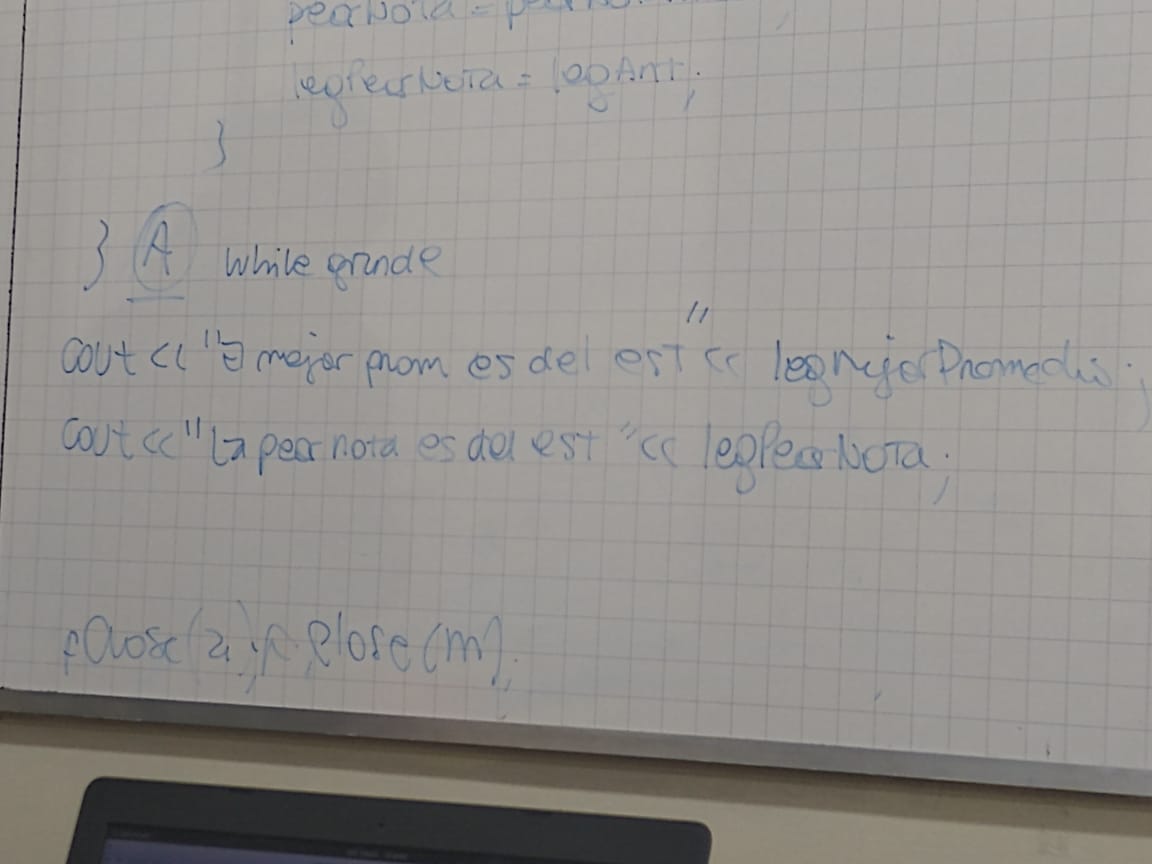 peorNota =
legPeorNota = legAnt;
}
} A while grande
cout << "El mejor prom es del est" << legMejorPromedio;
cout << "La peor nota es del est " << legPeorNota;
fclose(a); fclose(m);